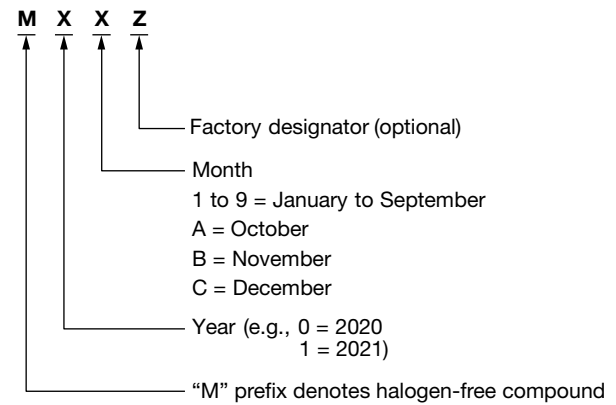 M X X Z
Factory designator (optional)
Month
1 to 9 = January to September
A = October
B = November
C = December
Year (e.g., 0 = 2020
1 = 2021)
“M” prefix denotes halogen-free compound